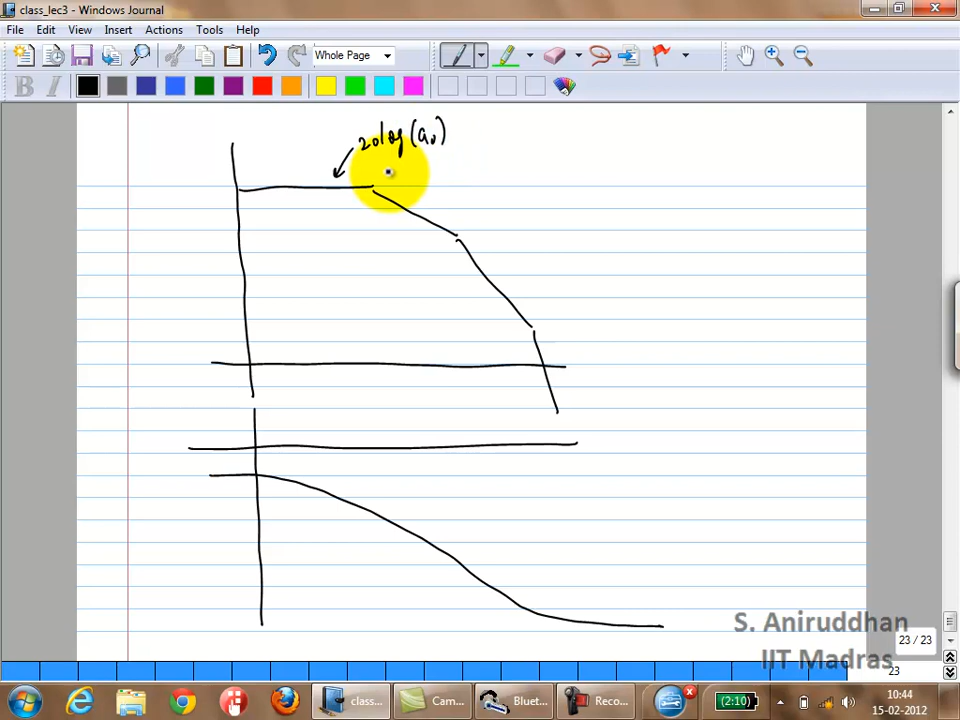 class_lec3 - Windows Journal
File Edit View Insert Actions Tools Help
Whole Page
B I
20log(a₀)
S. Aniruddhan
IIT Madras
23 / 23
23
class... Cam... Bluet... Reco... (2:10) 10:44
15-02-2012